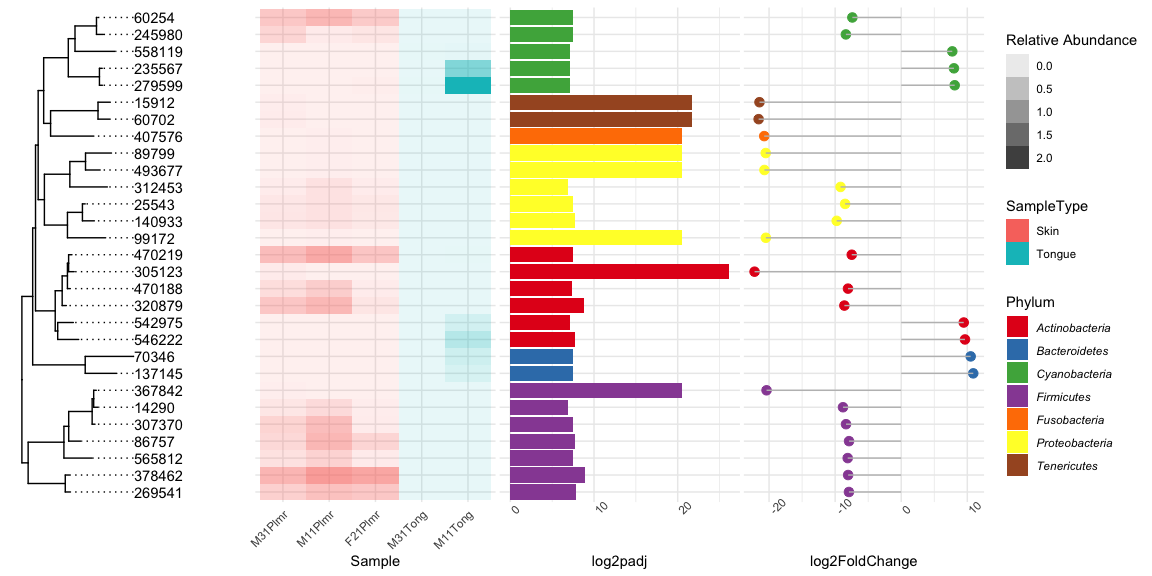 60254
245980
558119
235567
279599
15912
60702
407576
89799
493677
312453
25543
140933
99172
470219
305123
470188
320879
542975
546222
70346
137145
367842
14290
307370
86757
565812
378462
269541
M31Plmr
M11Plmr
F21Plmr
M31Tong
M11Tong
Sample
0
10
20
log2padj
-20
-10
0
10
log2FoldChange
Relative Abundance
0.0
0.5
1.0
1.5
2.0
SampleType
Skin
Tongue
Phylum
Actinobacteria
Bacteroidetes
Cyanobacteria
Firmicutes
Fusobacteria
Proteobacteria
Tenericutes